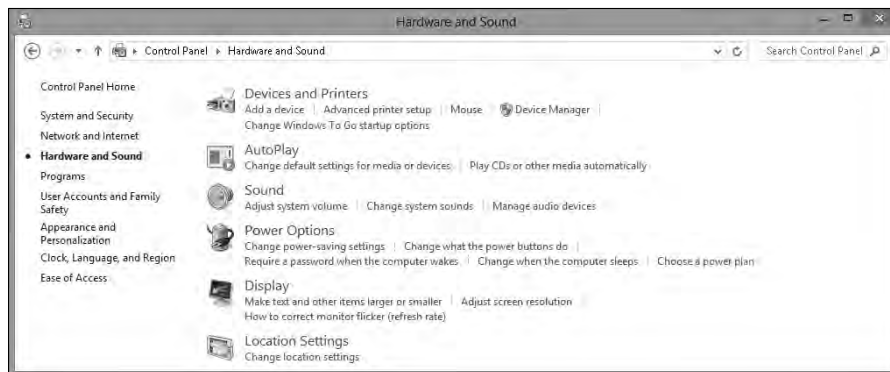 Hardware and Sound
Control Panel Hardware and Sound
Search Control Panel
Control Panel Home
System and Security
Network and Internet
Hardware and Sound
Programs
User Accounts and Family
Safety
Appearance and
Personalization
Clock, Language, and Region
Ease of Access
Devices and Printers
Add a device | Advanced printer setup | Mouse | Device Manager |
Change Windows To Go startup options
AutoPlay
Change default settings for media or devices | Play CDs or other media automatically
Sound
Adjust system volume | Change system sounds | Manage audio devices
Power Options
Change power-saving settings | Change what the power buttons do |
Require a password when the computer wakes | Change when the computer sleeps | Choose a power plan
Display
Make text and other items larger or smaller | Adjust screen resolution
How to correct monitor flicker (refresh rate)
Location Settings
Change location settings